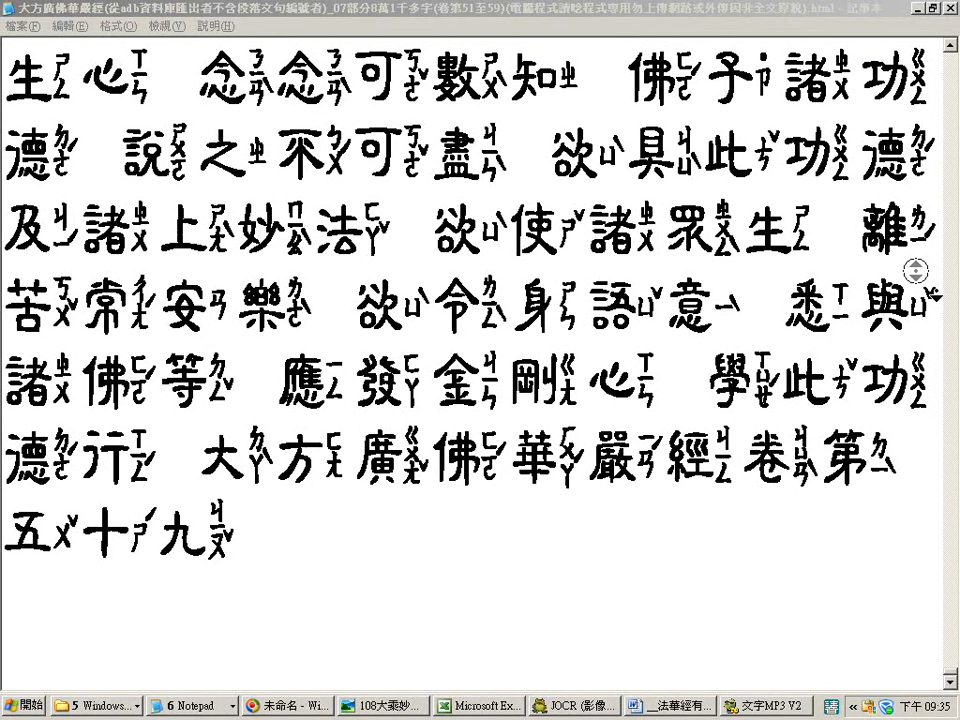 大方廣佛華嚴經(從adb資料庫匯出者不含段落文句編號者)_07部分8萬1千多字(卷第51至59)(電腦程式讀唸程式專用勿上傳網路或外傳因非全文原貌).html - 記事本
檔案(F) 編輯(E) 格式(O) 檢視(V) 說明(H)
生心 念念可數知 佛子諸功
德 說之不可盡 欲具此功德
及諸上妙法 欲使諸眾生 離
苦常安樂 欲令身語意 悉與
諸佛等 應發金剛心 學此功
德行 大方廣佛華嚴經卷第
五十九
開始 5 Windows... 6 Notepad 未命名 - Wi... 108大乘妙... Microsoft Ex... JOCR (影像... __法華經有... 文字MP3 V2 « 下午 09:35